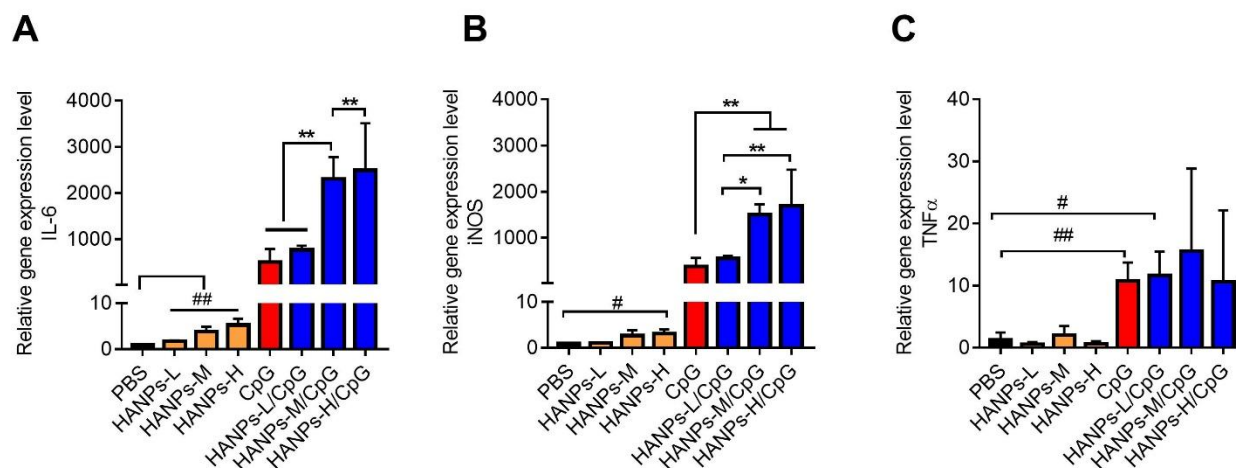 A
Relative gene expression level
IL-6
4000
3000
2000
1000
10
0
**
**
##
PBS
HANPs-L
HANPs-M
HANPs-H
CpG
HANPs-L/CpG
HANPs-M/CpG
HANPs-H/CpG
B
Relative gene expression level
iNOS
4000
3000
2000
1000
10
0
**
**
*
#
PBS
HANPs-L
HANPs-M
HANPs-H
CpG
HANPs-L/CpG
HANPs-M/CpG
HANPs-H/CpG
C
Relative gene expression level
TNFα
40
30
20
10
0
#
##
PBS
HANPs-L
HANPs-M
HANPs-H
CpG
HANPs-L/CpG
HANPs-M/CpG
HANPs-H/CpG